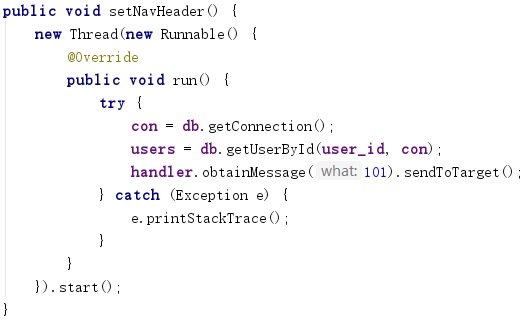 public void setNavHeader() {
    new Thread(new Runnable() {
        @Override
        public void run() {
            try {
                con = db.getConnection();
                users = db.getUserById(user_id, con);
                handler.obtainMessage( what: 101).sendToTarget();
            } catch (Exception e) {
                e.printStackTrace();
            }
        }
    }).start();
}